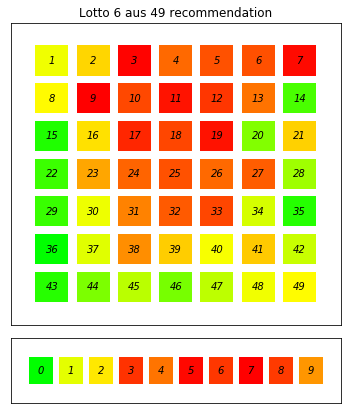 Lotto 6 aus 49 recommendation
1 2 3 4 5 6 7
8 9 10 11 12 13 14
15 16 17 18 19 20 21
22 23 24 25 26 27 28
29 30 31 32 33 34 35
36 37 38 39 40 41 42
43 44 45 46 47 48 49
0 1 2 3 4 5 6 7 8 9